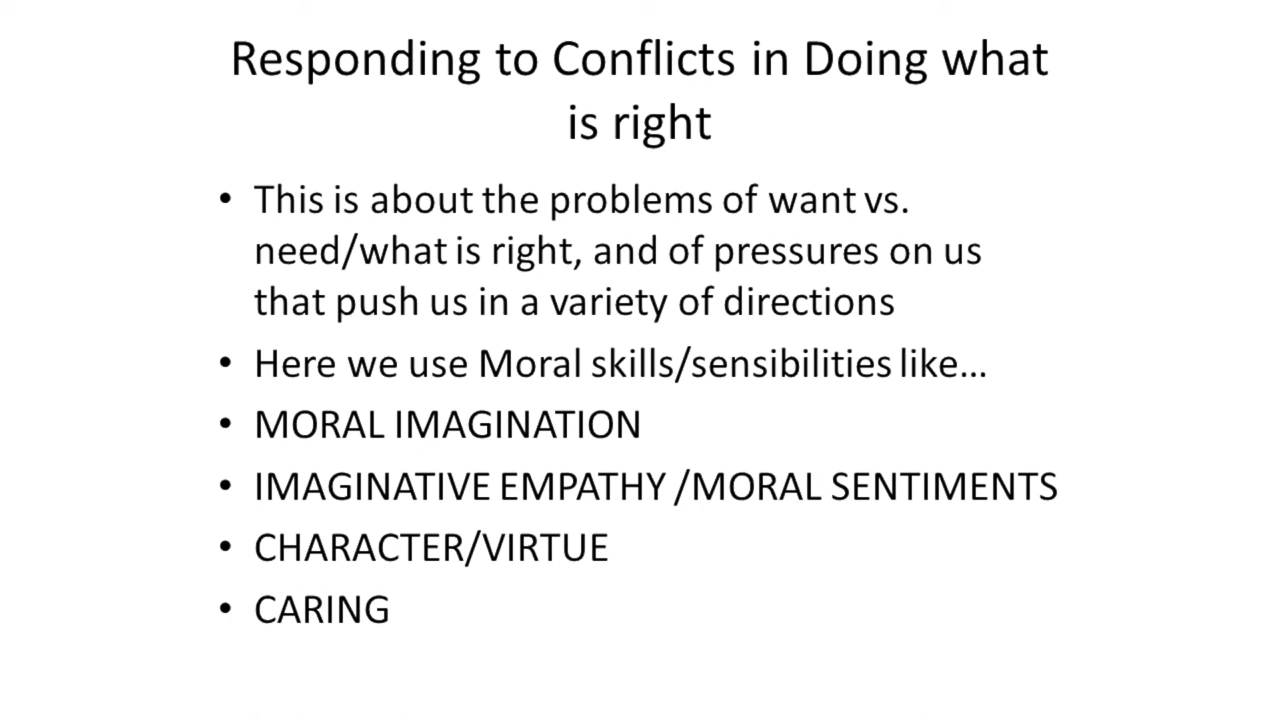 Responding to Conflicts in Doing what
is right
• This is about the problems of want vs.
need/what is right, and of pressures on us
that push us in a variety of directions
• Here we use Moral skills/sensibilities like…
• MORAL IMAGINATION
• IMAGINATIVE EMPATHY /MORAL SENTIMENTS
• CHARACTER/VIRTUE
• CARING